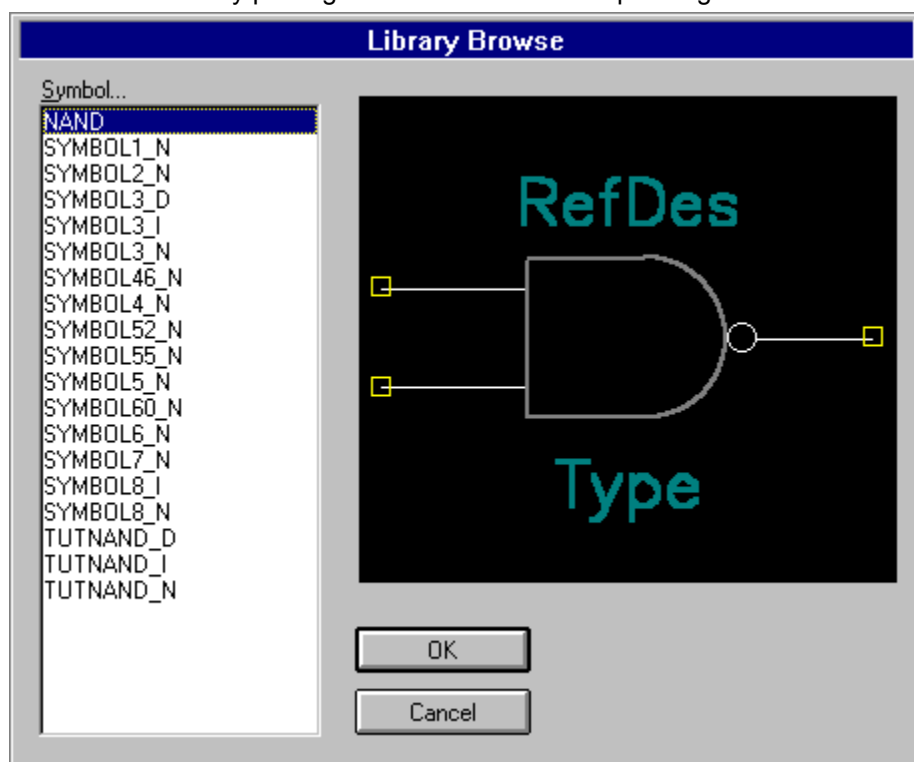 Library Browse
Symbol...
NAND
SYMBOL1_N
SYMBOL2_N
SYMBOL3_D
SYMBOL3_I
SYMBOL3_N
SYMBOL46_N
SYMBOL4_N
SYMBOL52_N
SYMBOL55_N
SYMBOL5_N
SYMBOL60_N
SYMBOL6_N
SYMBOL7_N
SYMBOL8_I
SYMBOL8_N
TUTNAND_D
TUTNAND_I
TUTNAND_N
RefDes
Type
OK
Cancel